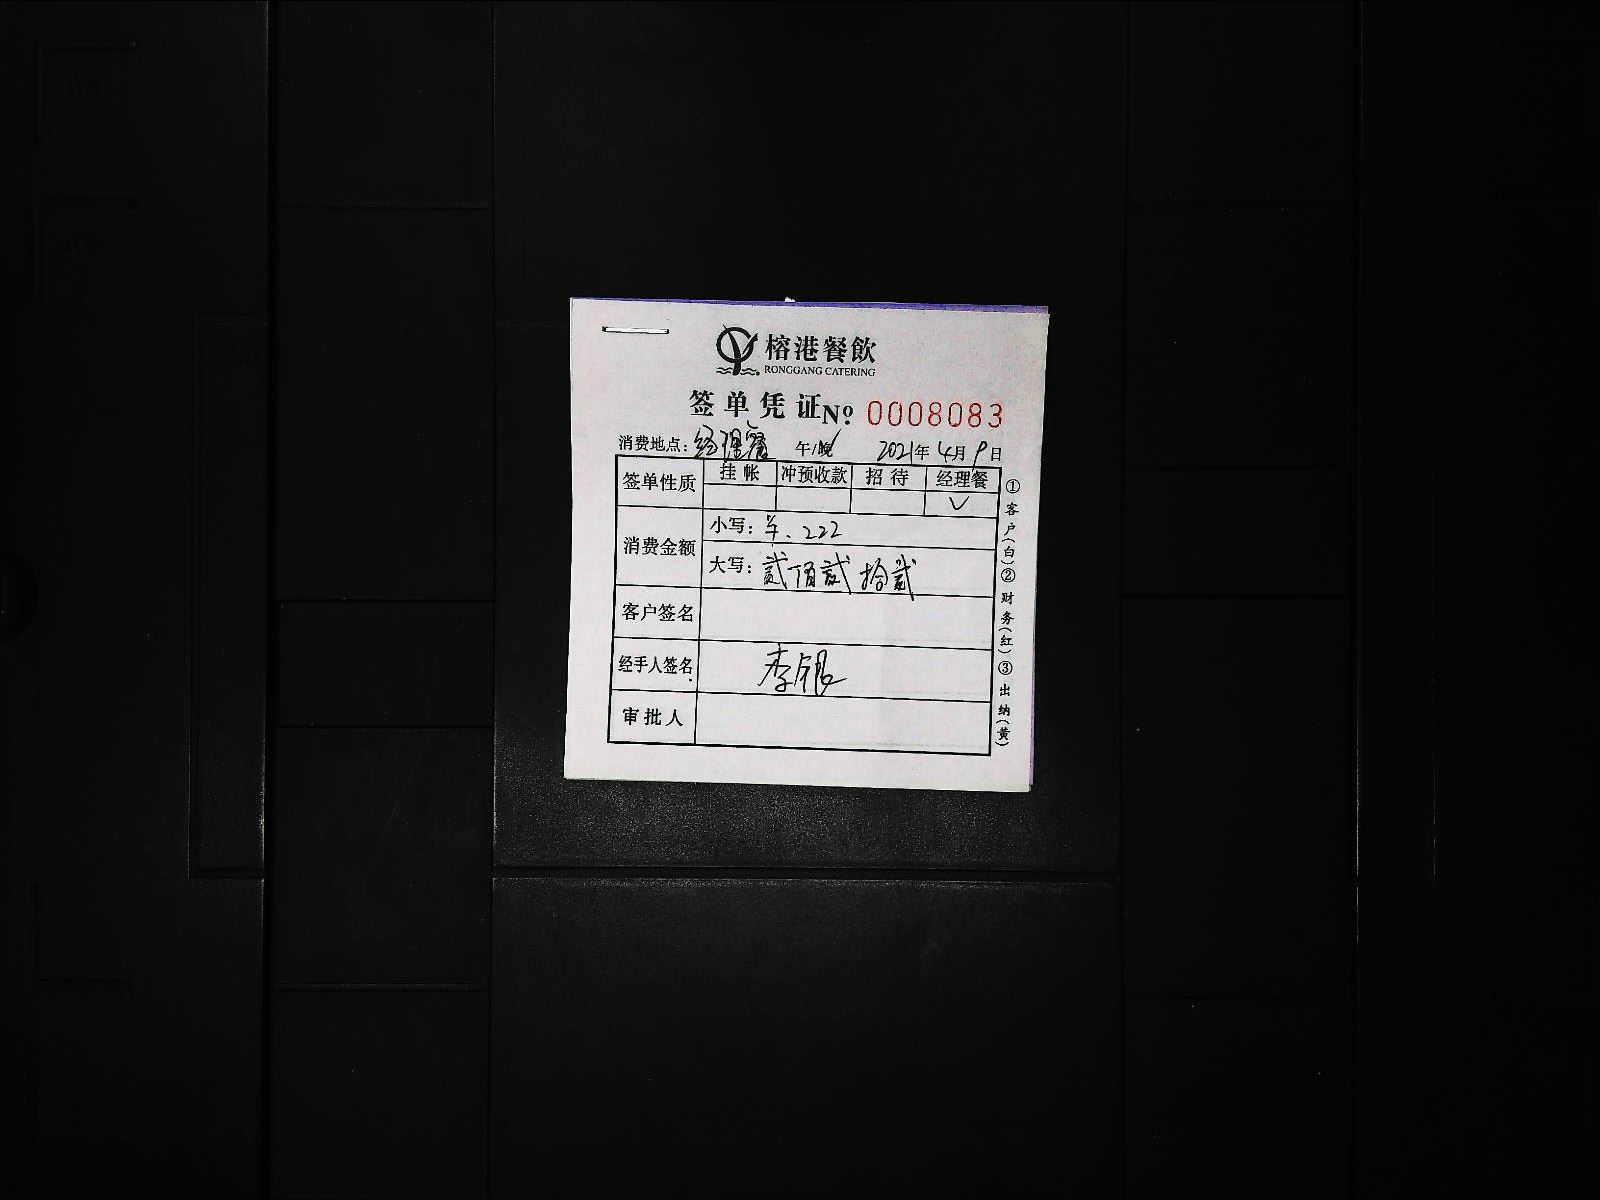 榕港餐飲
RONGGANG CATERING
签单凭证 No 0008083
消费地点：经理餐 午/晚✓ 2021年4月9日
签单性质 挂帐 冲预收款 招待 经理餐
✓
消费金额 小写：¥.222
大写：贰佰贰拾贰
客户签名
经手人签名 李银
审批人
①客户(白)②财务(红)③出纳(黄)